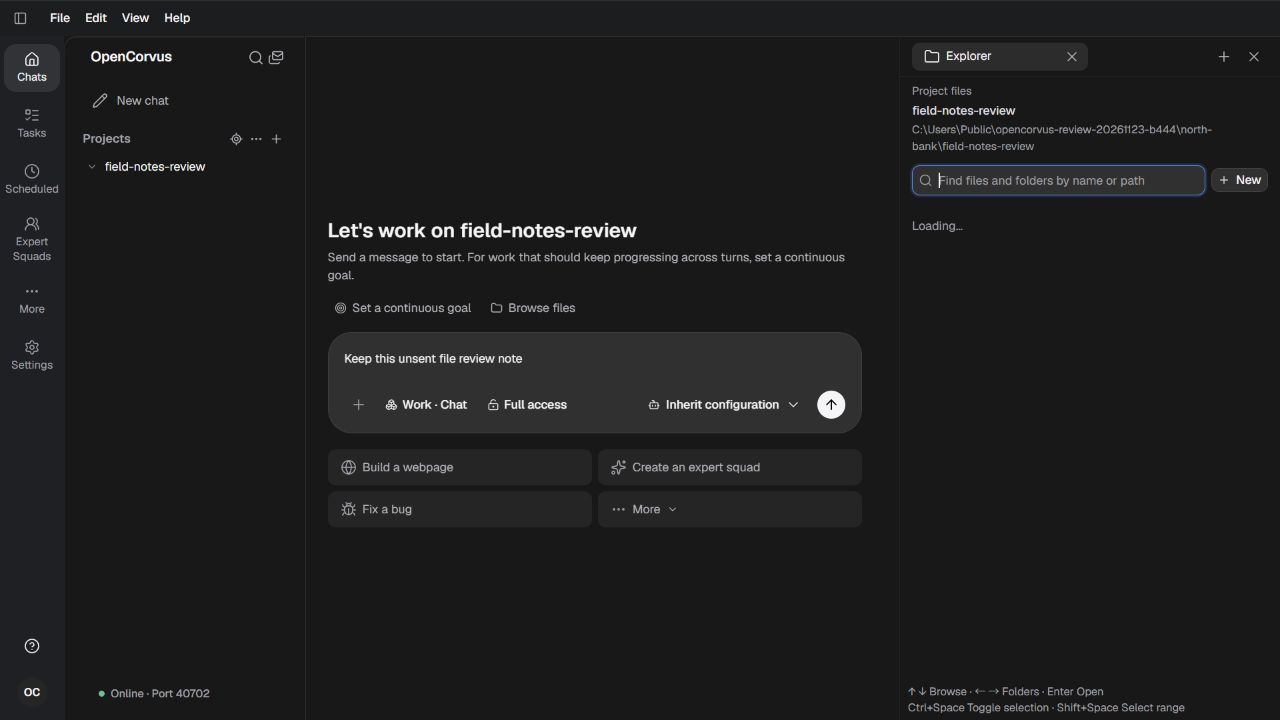 File Edit View Help
Chats
Tasks
Scheduled
Expert
Squads
More
Settings
OC
OpenCorvus
New chat
Projects
field-notes-review
Online · Port 40702
Let's work on field-notes-review
Send a message to start. For work that should keep progressing across turns, set a continuous
goal.
Set a continuous goal Browse files
Keep this unsent file review note
Work · Chat Full access Inherit configuration
Build a webpage Create an expert squad
Fix a bug More
Explorer
Project files
field-notes-review
C:\Users\Public\opencorvus-review-20261123-b444\north-
bank\field-notes-review
Find files and folders by name or path New
Loading...
↑ ↓ Browse · ← → Folders · Enter Open
Ctrl+Space Toggle selection · Shift+Space Select range